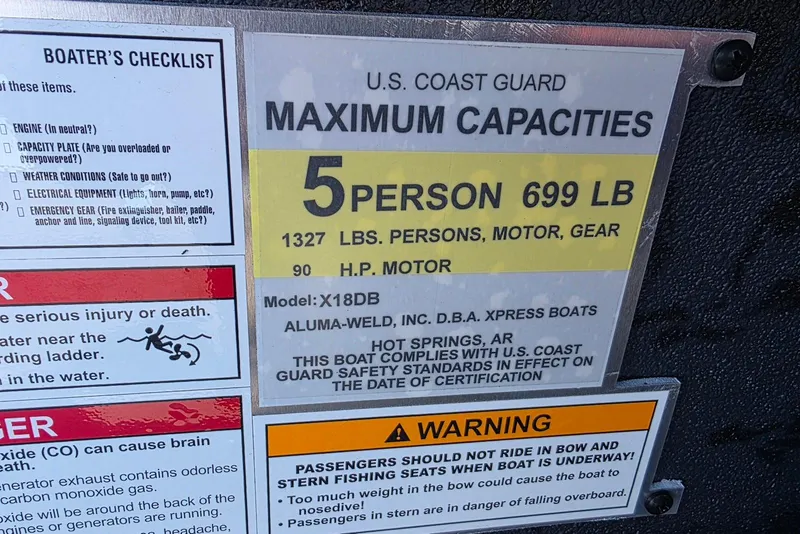 BOATER'S CHECKLIST
of these items.
ENGINE (In neutral?)
CAPACITY PLATE (Are you overloaded or
overpowered?)
WEATHER CONDITIONS (Safe to go out?)
ELECTRICAL EQUIPMENT (Lights, horn, pump, etc?)
?)
EMERGENCY GEAR (Fire extinguisher, bailer, paddle,
anchor and line, signaling device, tool kit, etc?)
R
e serious injury or death.
ater near the
rding ladder.
in the water.
GER
oxide (CO) can cause brain
eath.
enerator exhaust contains odorless
carbon monoxide gas.
oxide will be around the back of the
ngines or generators are running.
headache,
U.S. COAST GUARD
MAXIMUM CAPACITIES
5 PERSON 699 LB
1327 LBS. PERSONS, MOTOR, GEAR
90 H.P. MOTOR
Model: X18DB
ALUMA-WELD, INC. D.B.A. XPRESS BOATS
HOT SPRINGS, AR
THIS BOAT COMPLIES WITH U.S. COAST
GUARD SAFETY STANDARDS IN EFFECT ON
THE DATE OF CERTIFICATION
WARNING
PASSENGERS SHOULD NOT RIDE IN BOW AND
STERN FISHING SEATS WHEN BOAT IS UNDERWAY!
• Too much weight in the bow could cause the boat to
nosedive!
• Passengers in stern are in danger of falling overboard.